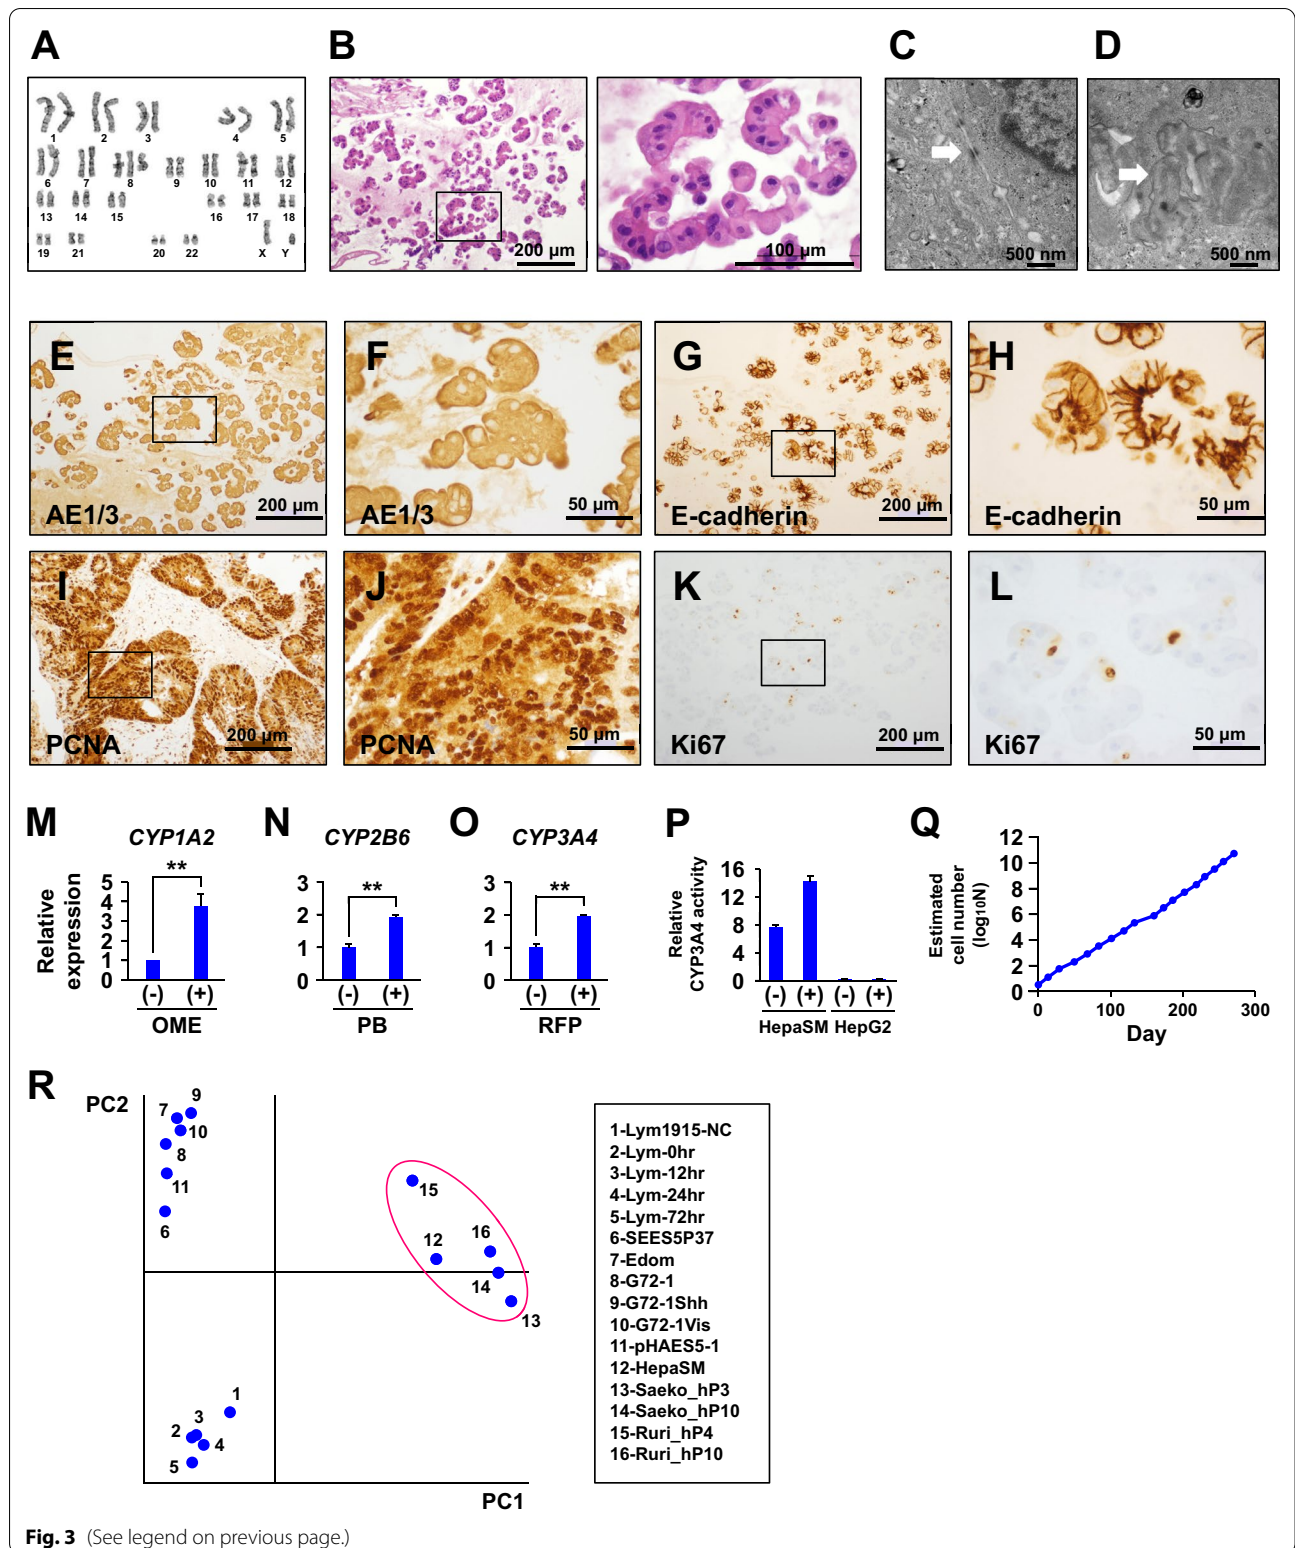 A
B
C
D
1 2 3 4 5
6 7 8 9 10 11 12
13 14 15 16 17 18
19 21 20 22 X Y
200 µm
100 µm
500 nm
500 nm
E
F
G
H
AE1/3
200 µm
AE1/3
50 µm
E-cadherin
200 µm
E-cadherin
50 µm
I
J
K
L
PCNA
200 µm
PCNA
50 µm
Ki67
200 µm
Ki67
50 µm
M
CYP1A2
Relative
expression
5
4
3
2
1
0
**
(-) (+)
OME
N
CYP2B6
3
2
1
0
**
(-) (+)
PB
O
CYP3A4
3
2
1
0
**
(-) (+)
RFP
P
Relative
CYP3A4 activity
16
12
8
4
0
(-) (+) (-) (+)
HepaSM HepG2
Q
Estimated
cell number
(log10N)
12
10
8
6
4
2
0
0 100 200 300
Day
R
PC2
9
7
10
8
11
6
15
12
16
14
13
1
3
2
4
5
PC1
1-Lym1915-NC
2-Lym-0hr
3-Lym-12hr
4-Lym-24hr
5-Lym-72hr
6-SEES5P37
7-Edom
8-G72-1
9-G72-1Shh
10-G72-1Vis
11-pHAES5-1
12-HepaSM
13-Saeko_hP3
14-Saeko_hP10
15-Ruri_hP4
16-Ruri_hP10
Fig. 3 (See legend on previous page.)